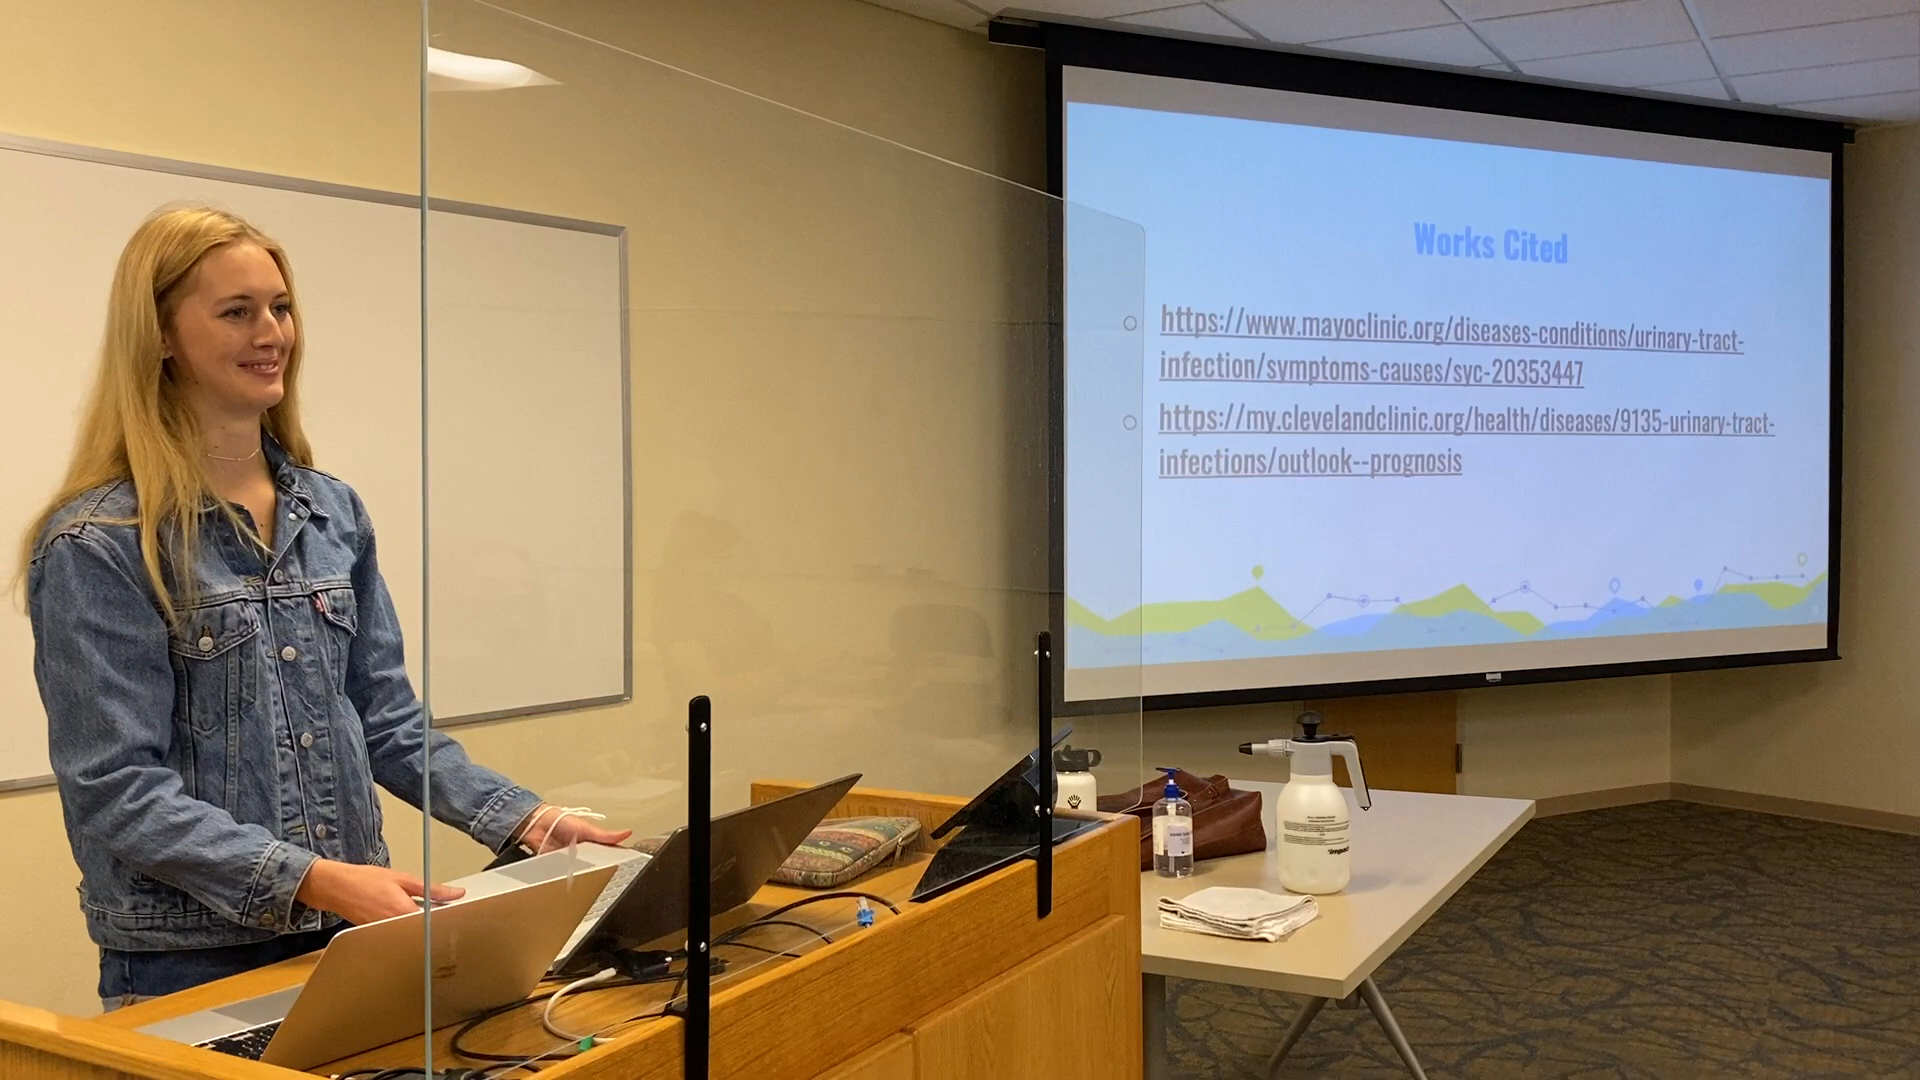 Works Cited
https://www.mayoclinic.org/diseases-conditions/urinary-tract-
infection/symptoms-causes/syc-20353447
https://my.clevelandclinic.org/health/diseases/9135-urinary-tract-
infections/outlook--prognosis